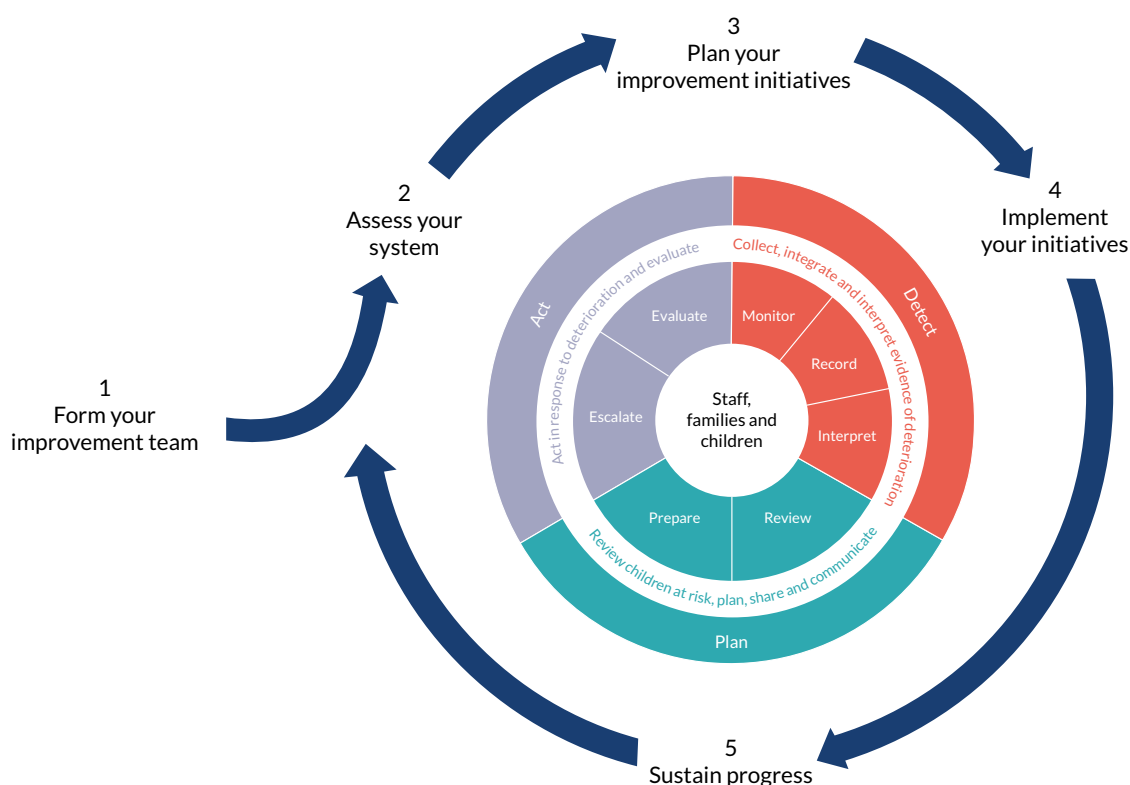 3
Plan your
improvement initiatives
2
Assess your
system
4
Implement
your initiatives
1
Form your
improvement team
5
Sustain progress
Act
Detect
Plan
Act in response to deterioration and evaluate
Collect, integrate and interpret evidence of deterioration
Review children at risk, plan, share and communicate
Evaluate
Monitor
Record
Interpret
Review
Prepare
Escalate
Staff,
families and
children